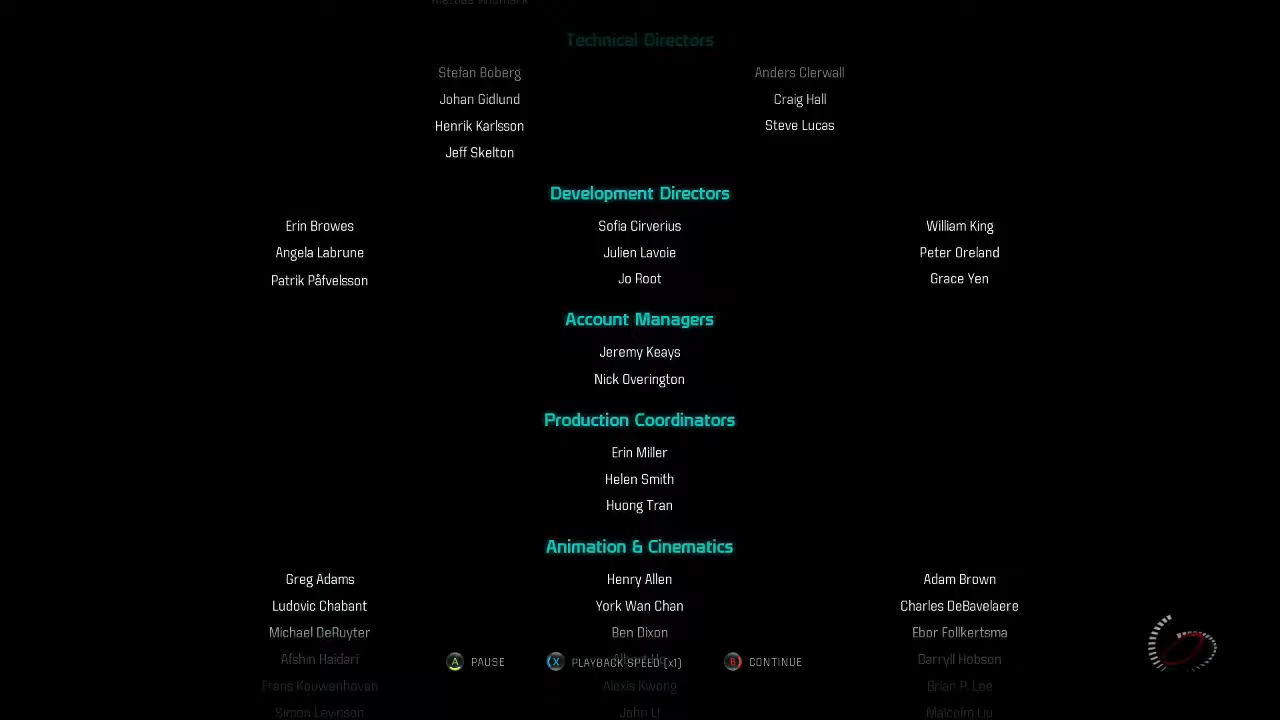 Technical Directors
Stefan Boberg Anders Clerwall
Johan Gidlund Craig Hall
Henrik Karlsson Steve Lucas
Jeff Skelton
Development Directors
Erin Browes Sofia Cirverius William King
Angela Labrune Julien Lavoie Peter Oreland
Patrik Påfvelsson Jo Root Grace Yen
Account Managers
Jeremy Keays
Nick Overington
Production Coordinators
Erin Miller
Helen Smith
Huong Tran
Animation & Cinematics
Greg Adams Henry Allen Adam Brown
Ludovic Chabant York Wan Chan Charles DeBavelaere
Michael DeRuyter Ben Dixon Ebor Folkertsma
Afshin Haidari Darryll Hobson
A PAUSE X PLAYBACK SPEED (x1) B CONTINUE
Frans Kouwenhoven Alexis Kwong Brian P. Lee
Simon Levinson John Li Malcolm Liu